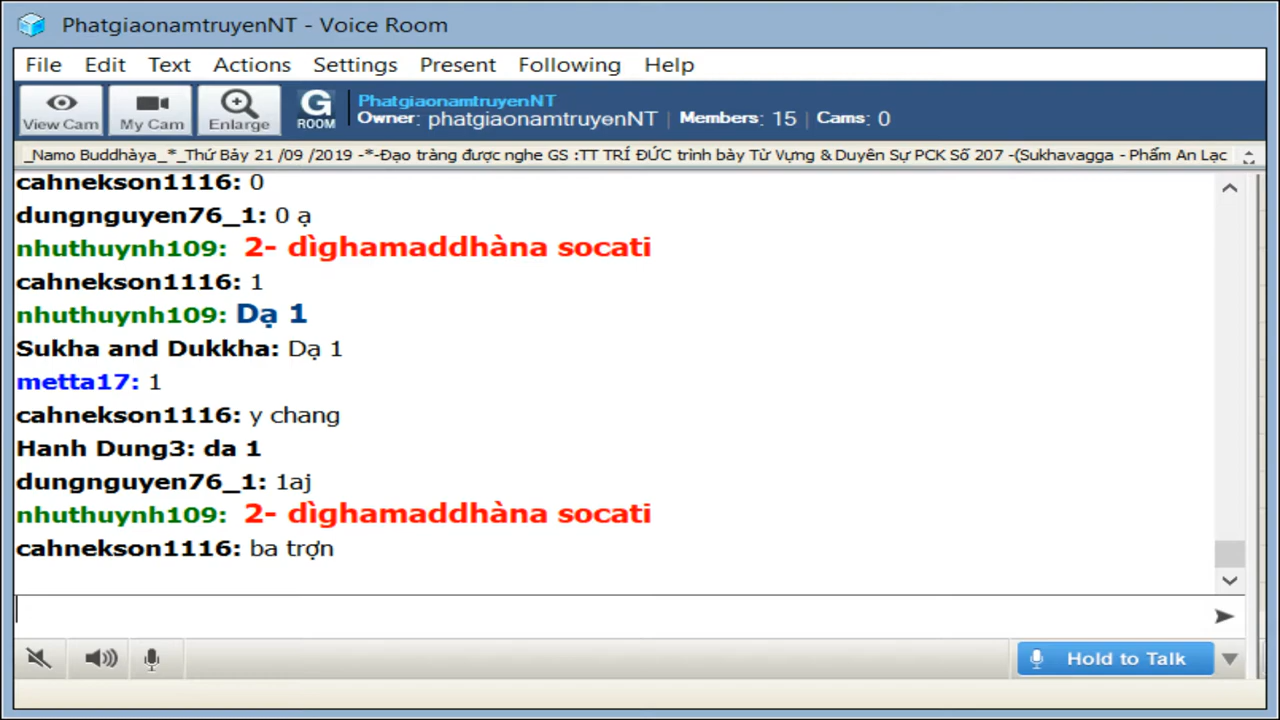 PhatgiaonamtruyenNT - Voice Room
File Edit Text Actions Settings Present Following Help
View Cam My Cam Enlarge G ROOM
PhatgiaonamtruyenNT
Owner: phatgiaonamtruyenNT | Members: 15 | Cams: 0
_Namo Buddhàya_*_Thứ Bảy 21 /09 /2019 -*-Đạo tràng được nghe GS :TT TRÍ ĐỨC trình bày Từ Vựng & Duyên Sự PCK Số 207 -(Sukhavagga - Phẩm An Lạc
cahnekson1116: 0
dungnguyen76_1: 0 ạ
nhuthuynh109: 2- dìghamaddhàna socati
cahnekson1116: 1
nhuthuynh109: Dạ 1
Sukha and Dukkha: Dạ 1
metta17: 1
cahnekson1116: y chang
Hanh Dung3: da 1
dungnguyen76_1: 1aj
nhuthuynh109: 2- dìghamaddhàna socati
cahnekson1116: ba trợn
Hold to Talk